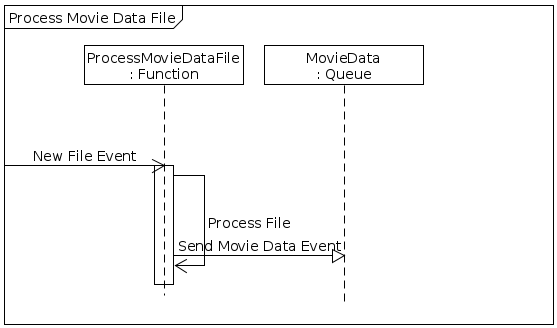 Process Movie Data File
ProcessMovieDataFile
: Function
MovieData
: Queue
New File Event
Process File
Send Movie Data Event